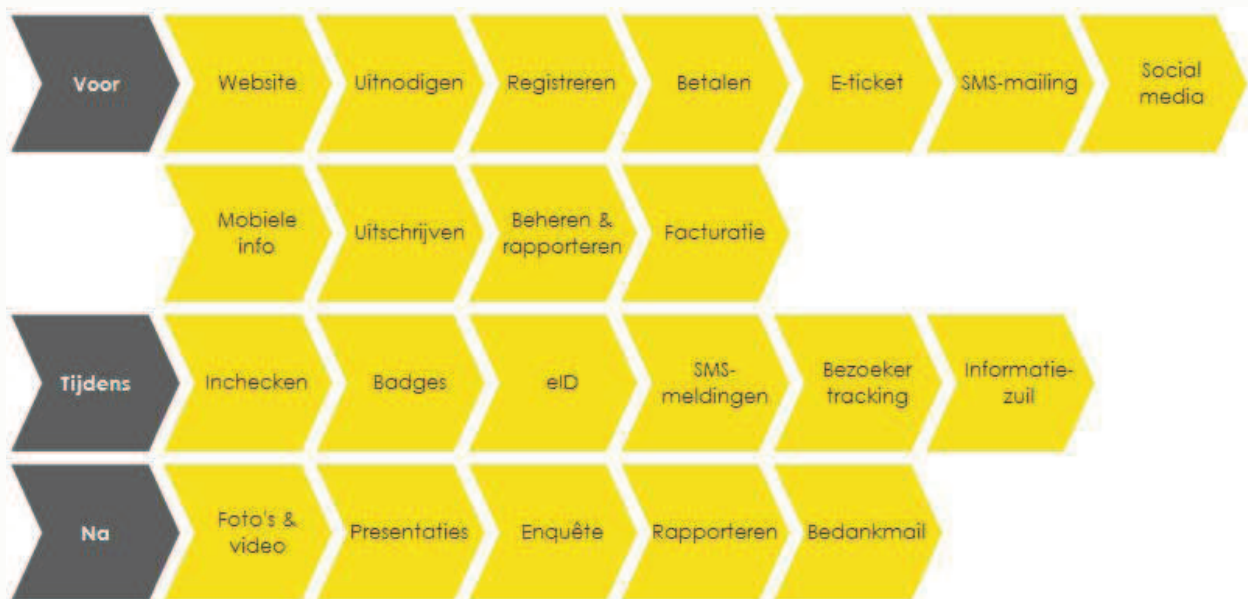 Voor
Website
Uitnodigen
Registreren
Betalen
E-ticket
SMS-mailing
Social
media
Mobiele
info
Uitschrijven
Beheren &
rapporteren
Facturatie
Tijdens
Inchecken
Badges
eID
SMS-
meldingen
Bezoeker
tracking
Informatie-
zuil
Na
Foto's &
video
Presentaties
Enquête
Rapporteren
Bedankmail